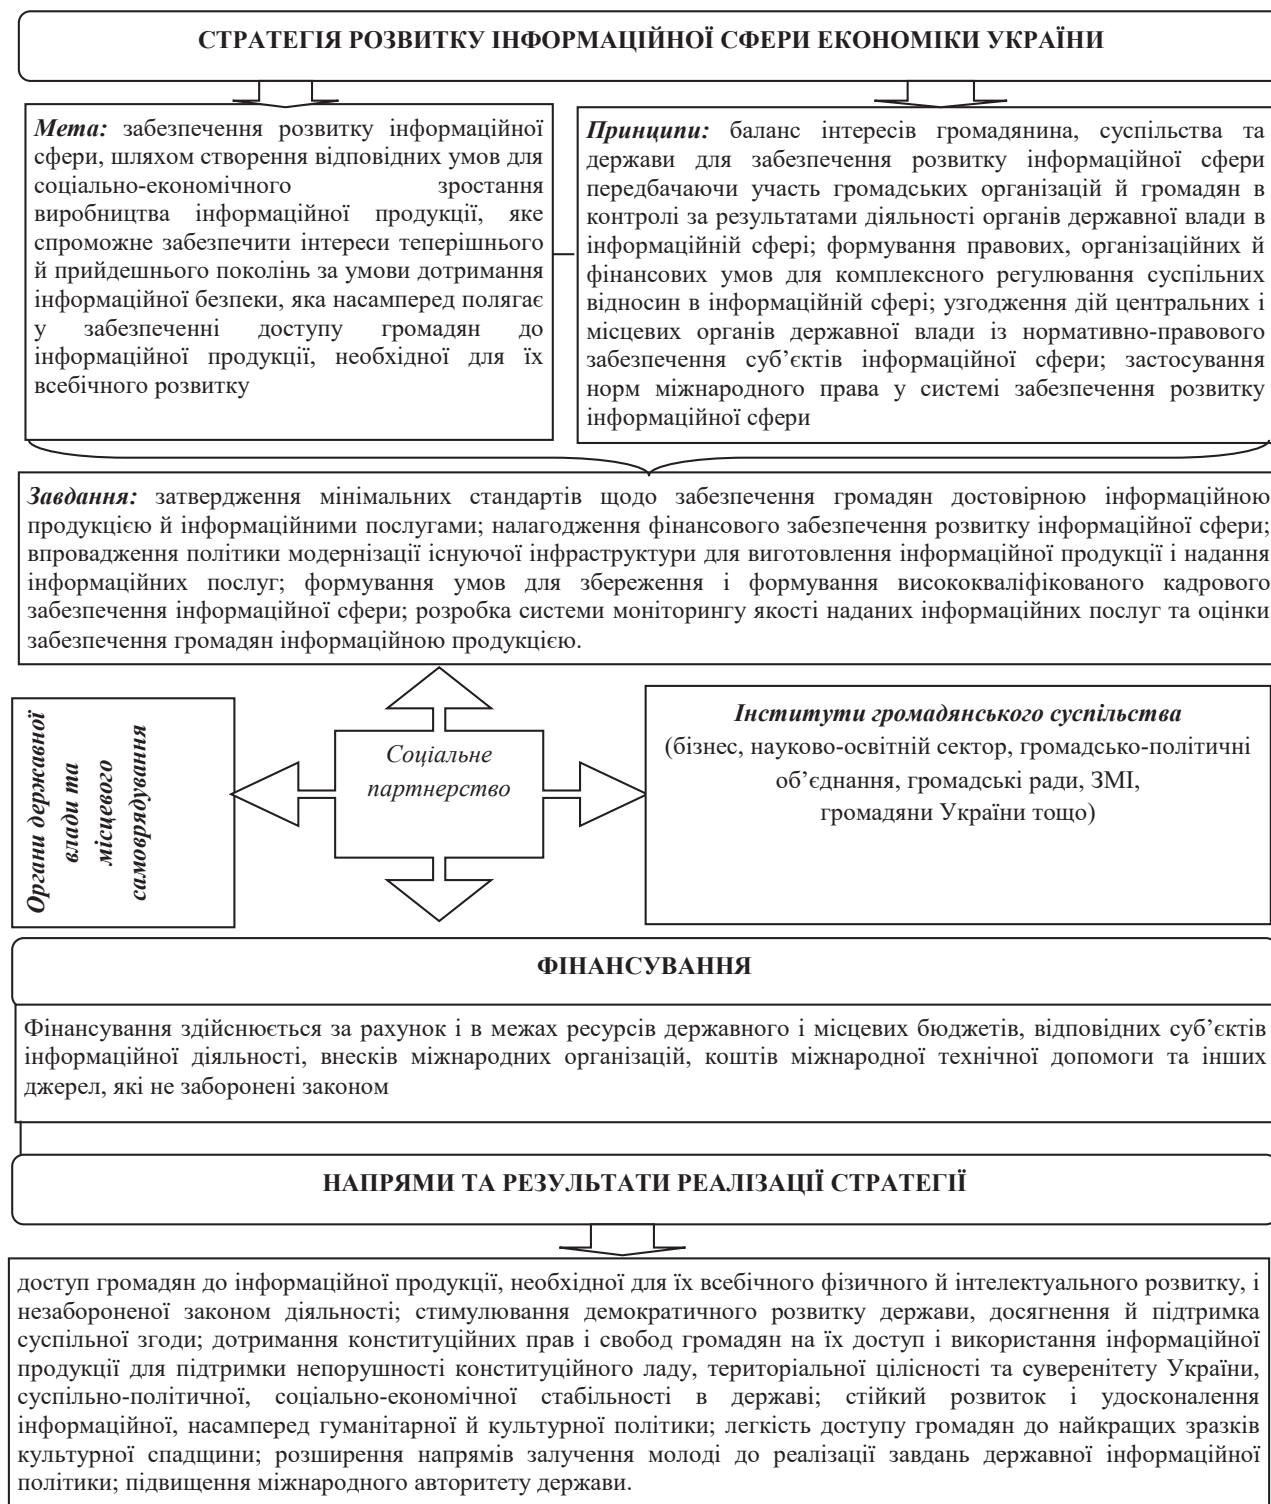 СТРАТЕГІЯ РОЗВИТКУ ІНФОРМАЦІЙНОЇ СФЕРИ ЕКОНОМІКИ УКРАЇНИ
Мета: забезпечення розвитку інформаційної
сфери, шляхом створення відповідних умов для
соціально-економічного зростання
виробництва інформаційної продукції, яке
спроможне забезпечити інтереси теперішнього
й прийдешнього поколінь за умови дотримання
інформаційної безпеки, яка насамперед полягає
у забезпеченні доступу громадян до
інформаційної продукції, необхідної для їх
всебічного розвитку
Принципи: баланс інтересів громадянина, суспільства та
держави для забезпечення розвитку інформаційної сфери
передбачаючи участь громадських організацій й громадян в
контролі за результатами діяльності органів державної влади в
інформаційній сфері; формування правових, організаційних й
фінансових умов для комплексного регулювання суспільних
відносин в інформаційній сфері; узгодження дій центральних і
місцевих органів державної влади із нормативно-правового
забезпечення суб’єктів інформаційної сфери; застосування
норм міжнародного права у системі забезпечення розвитку
інформаційної сфери
Завдання: затвердження мінімальних стандартів щодо забезпечення громадян достовірною інформаційною
продукцією й інформаційними послугами; налагодження фінансового забезпечення розвитку інформаційної сфери;
впровадження політики модернізації існуючої інфраструктури для виготовлення інформаційної продукції і надання
інформаційних послуг; формування умов для збереження і формування висококваліфікованого кадрового
забезпечення інформаційної сфери; розробка системи моніторингу якості наданих інформаційних послуг та оцінки
забезпечення громадян інформаційною продукцією.
Органи державної
влади та
місцевого
самоврядування
Соціальне
партнерство
Інститути громадянського суспільства
(бізнес, науково-освітній сектор, громадсько-політичні
об’єднання, громадські ради, ЗМІ,
громадяни України тощо)
ФІНАНСУВАННЯ
Фінансування здійснюється за рахунок і в межах ресурсів державного і місцевих бюджетів, відповідних суб’єктів
інформаційної діяльності, внесків міжнародних організацій, коштів міжнародної технічної допомоги та інших
джерел, які не заборонені законом
НАПРЯМИ ТА РЕЗУЛЬТАТИ РЕАЛІЗАЦІЇ СТРАТЕГІЇ
доступ громадян до інформаційної продукції, необхідної для їх всебічного фізичного й інтелектуального розвитку, і
незабороненої законом діяльності; стимулювання демократичного розвитку держави, досягнення й підтримка
суспільної згоди; дотримання конституційних прав і свобод громадян на їх доступ і використання інформаційної
продукції для підтримки непорушності конституційного ладу, територіальної цілісності та суверенітету України,
суспільно-політичної, соціально-економічної стабільності в державі; стійкий розвиток і удосконалення
інформаційної, насамперед гуманітарної й культурної політики; легкість доступу громадян до найкращих зразків
культурної спадщини; розширення напрямів залучення молоді до реалізації завдань державної інформаційної
політики; підвищення міжнародного авторитету держави.